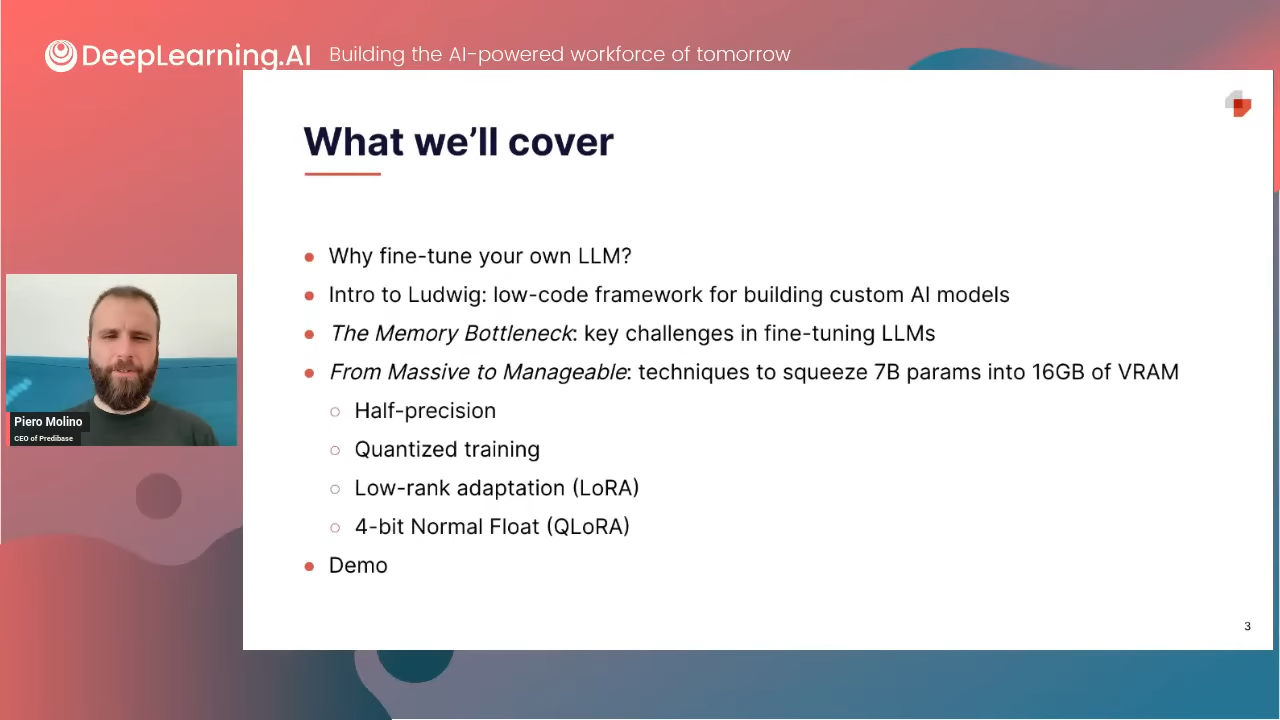 DeepLearning.AI Building the AI-powered workforce of tomorrow
What we'll cover
Why fine-tune your own LLM?
Intro to Ludwig: low-code framework for building custom AI models
The Memory Bottleneck: key challenges in fine-tuning LLMs
From Massive to Manageable: techniques to squeeze 7B params into 16GB of VRAM
Half-precision
Quantized training
Low-rank adaptation (LoRA)
4-bit Normal Float (QLoRA)
Demo
Piero Molino
CEO of Predibase
3